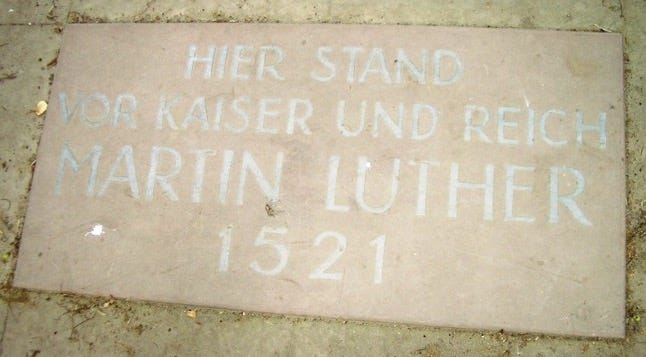 HIER STAND
VOR KAISER UND REICH
MARTIN LUTHER
1521